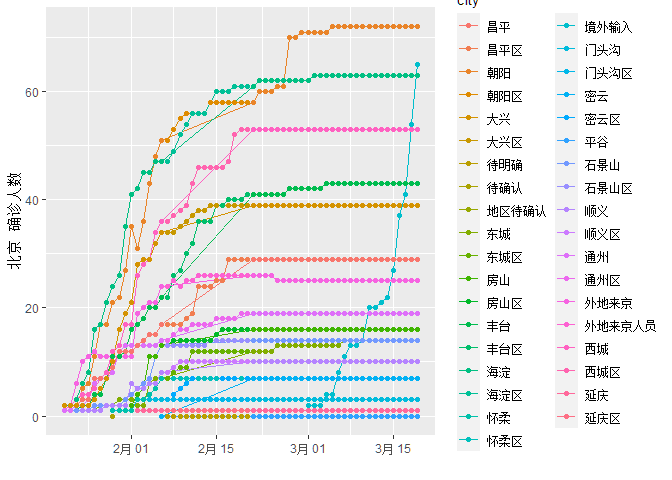 City
昌平
昌平区
朝阳
朝阳区
大兴
大兴区
待明确
待确认
地区待确认
东城
东城区
房山
房山区
丰台
丰台区
海淀
海淀区
怀柔
怀柔区
境外输入
门头沟
门头沟区
密云
密云区
平谷
石景山
石景山区
顺义
顺义区
通州
通州区
外地来京
外地来京人员
西城
西城区
延庆
延庆区
北京 确诊人数
60
40
20
0
2月 01
2月 15
3月 01
3月 15